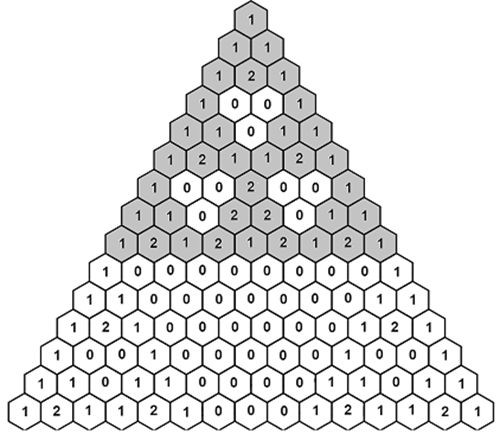 1
1 1
1 2 1
1 0 0 1
1 1 0 1 1
1 2 1 1 2 1
1 0 0 2 0 0 1
1 1 0 2 2 0 1 1
1 2 1 2 1 2 1 2 1
1 0 0 0 0 0 0 0 0 1
1 1 0 0 0 0 0 0 0 1 1
1 2 1 0 0 0 0 0 0 1 2 1
1 0 0 1 0 0 0 0 0 1 0 0 1
1 1 0 1 1 0 0 0 0 1 1 0 1 1
1 2 1 1 2 1 0 0 0 1 2 1 1 2 1